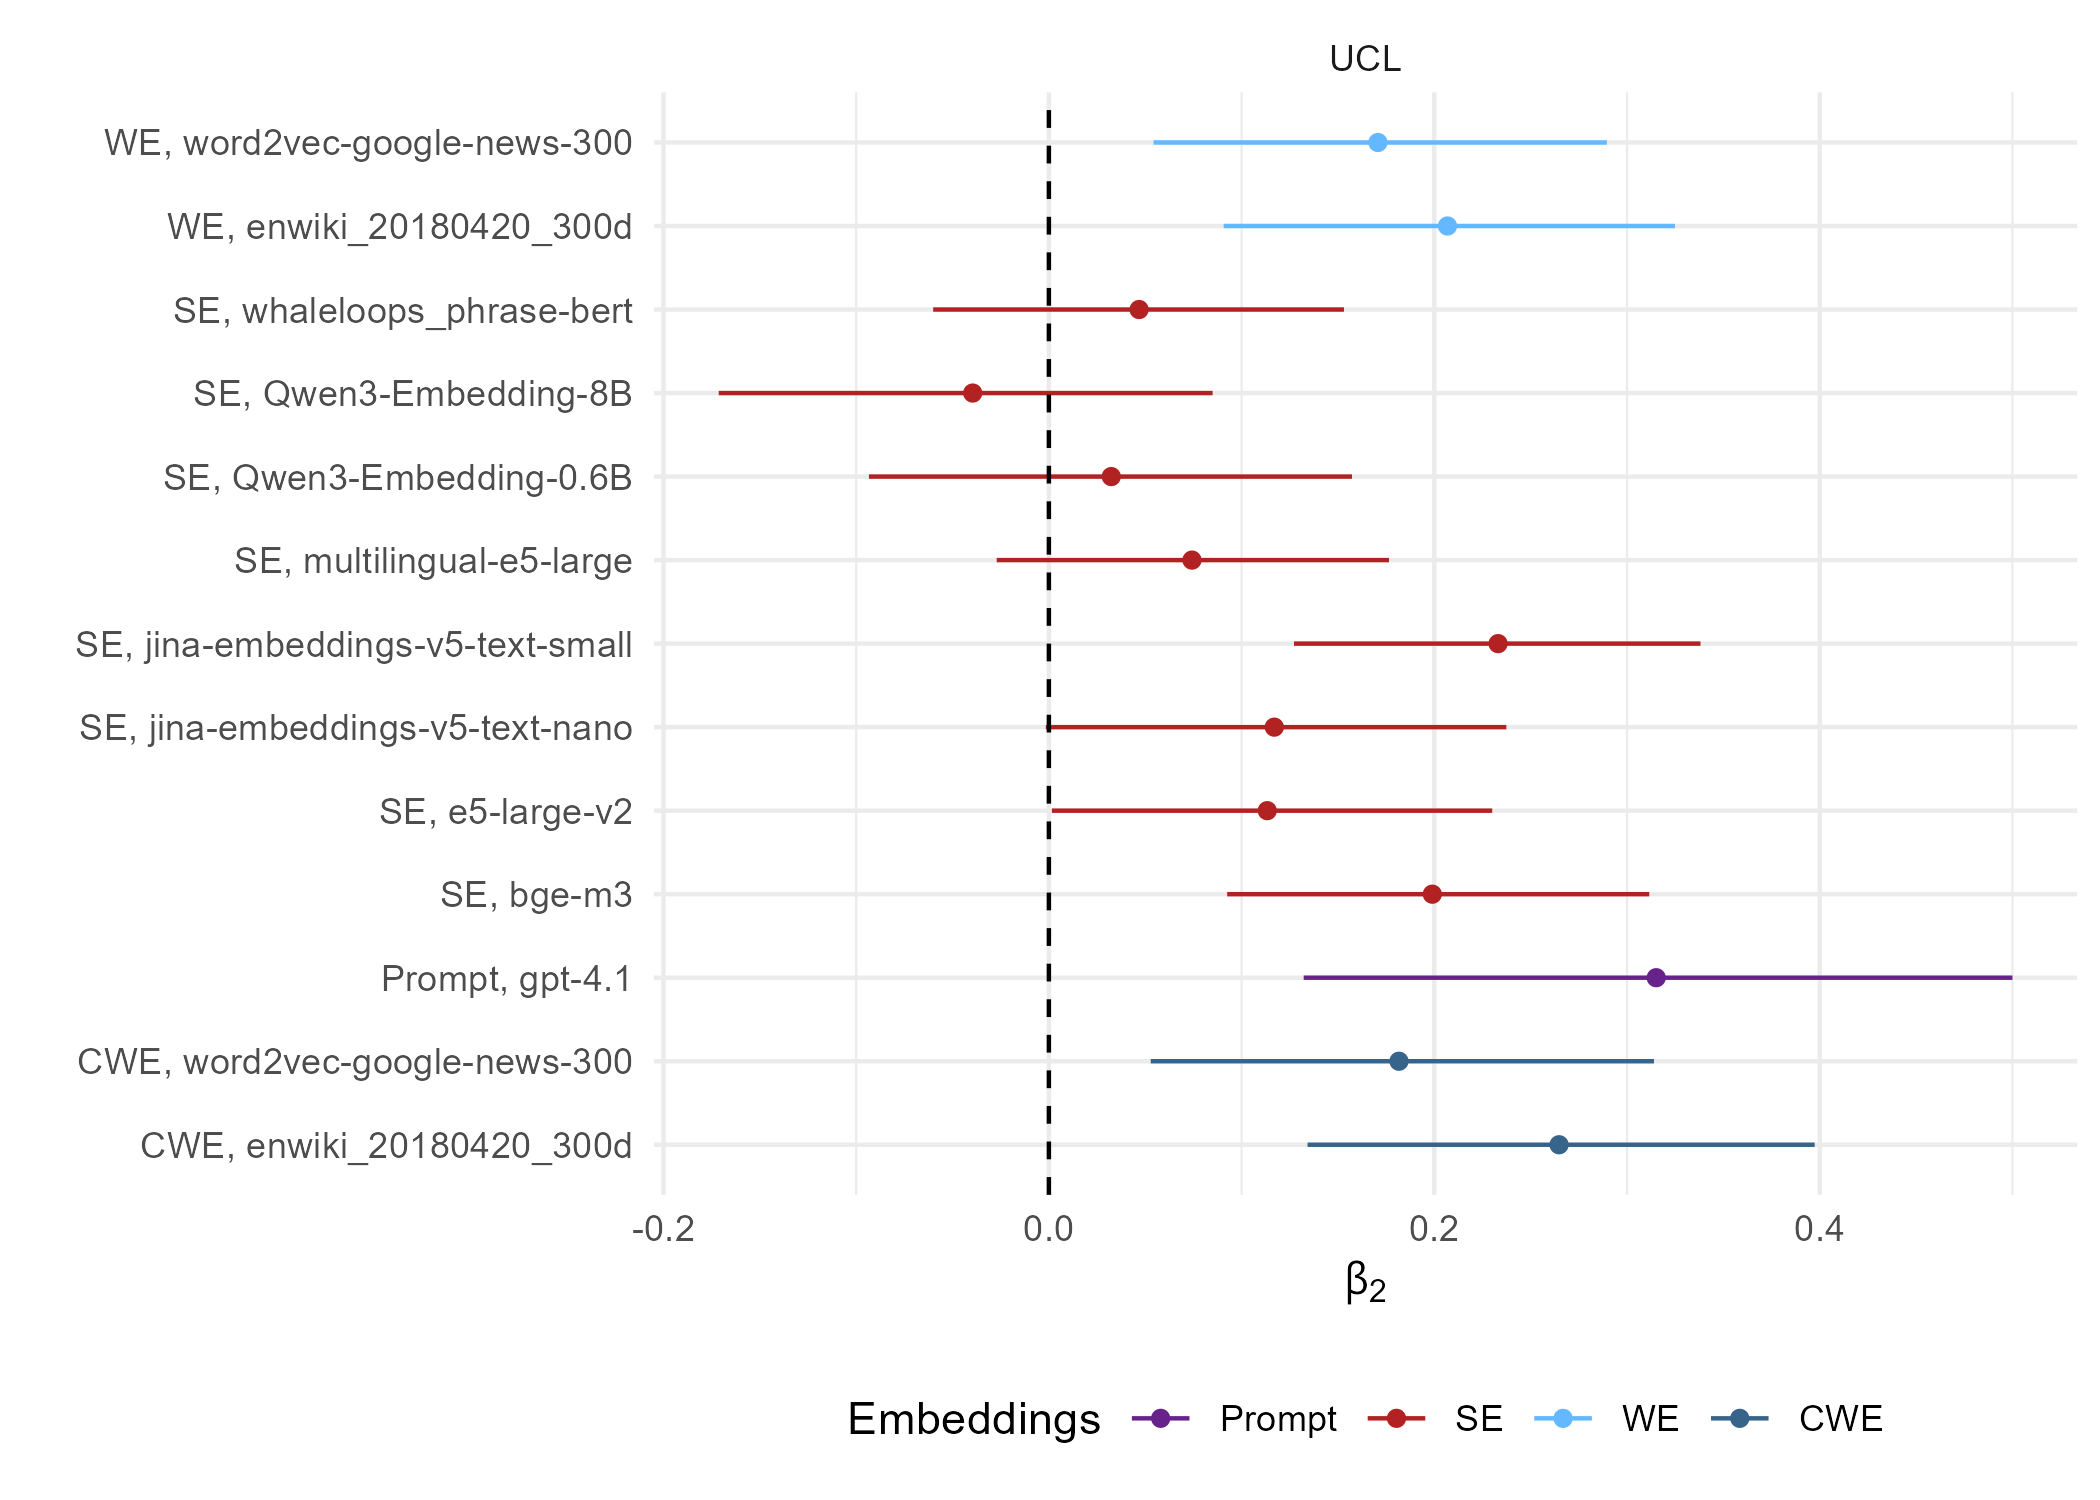 UCL
WE, word2vec-google-news-300
WE, enwiki_20180420_300d
SE, whaleloops_phrase-bert
SE, Qwen3-Embedding-8B
SE, Qwen3-Embedding-0.6B
SE, multilingual-e5-large
SE, jina-embeddings-v5-text-small
SE, jina-embeddings-v5-text-nano
SE, e5-large-v2
SE, bge-m3
Prompt, gpt-4.1
CWE, word2vec-google-news-300
CWE, enwiki_20180420_300d
-0.2 0.0 0.2 0.4
β₂
Embeddings Prompt SE WE CWE